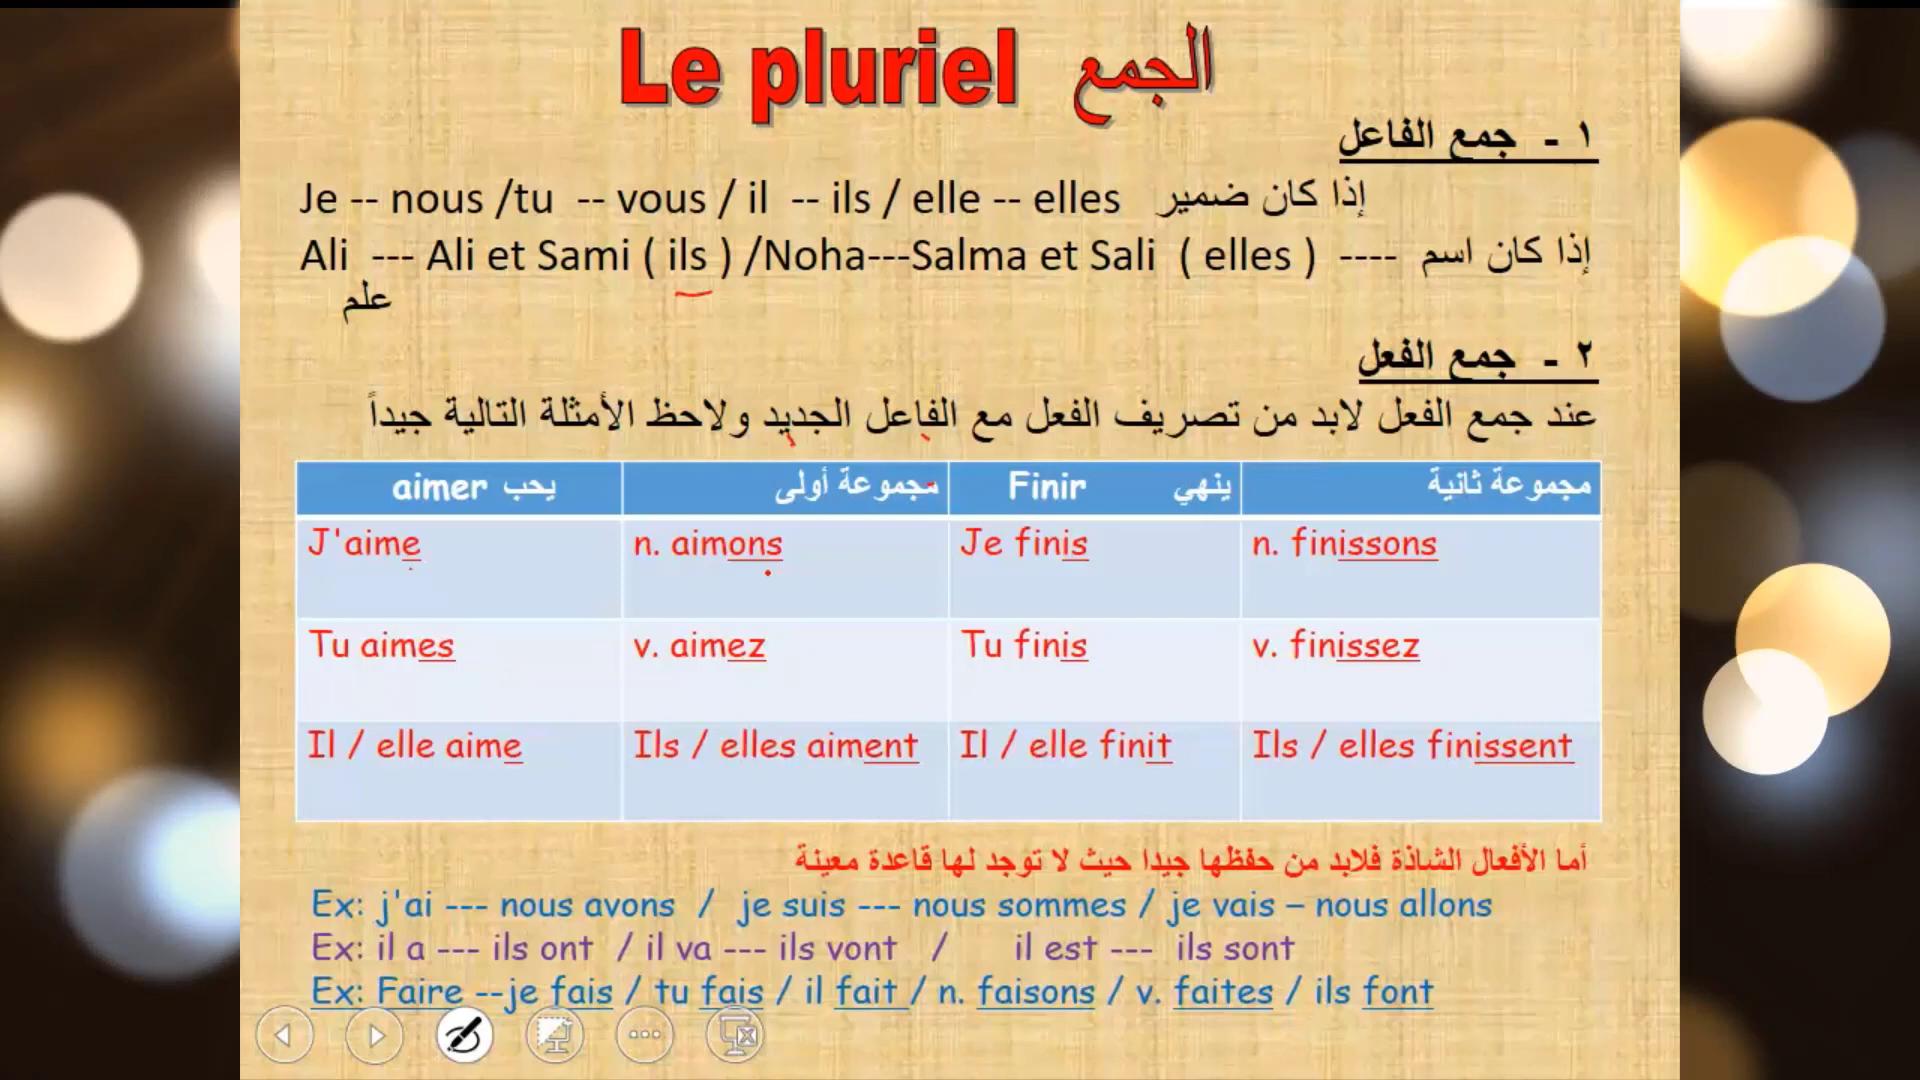 Le pluriel الجمع
١ - جمع الفاعل
Je -- nous /tu -- vous / il -- ils / elle -- elles إذا كان ضمير
Ali --- Ali et Sami ( ils ) /Noha---Salma et Sali ( elles ) ---- إذا كان اسم
علم
٢ - جمع الفعل
عند جمع الفعل لابد من تصريف الفعل مع الفاعل الجديد ولاحظ الأمثلة التالية جيداً
aimer يحب مجموعة أولى Finir ينهي مجموعة ثانية
J'aime n. aimons Je finis n. finissons
Tu aimes v. aimez Tu finis v. finissez
Il / elle aime Ils / elles aiment Il / elle finit Ils / elles finissent
أما الأفعال الشاذة فلابد من حفظها جيدا حيث لا توجد لها قاعدة معينة
Ex: j'ai --- nous avons / je suis --- nous sommes / je vais – nous allons
Ex: il a --- ils ont / il va --- ils vont / il est --- ils sont
Ex: Faire --je fais / tu fais / il fait / n. faisons / v. faites / ils font